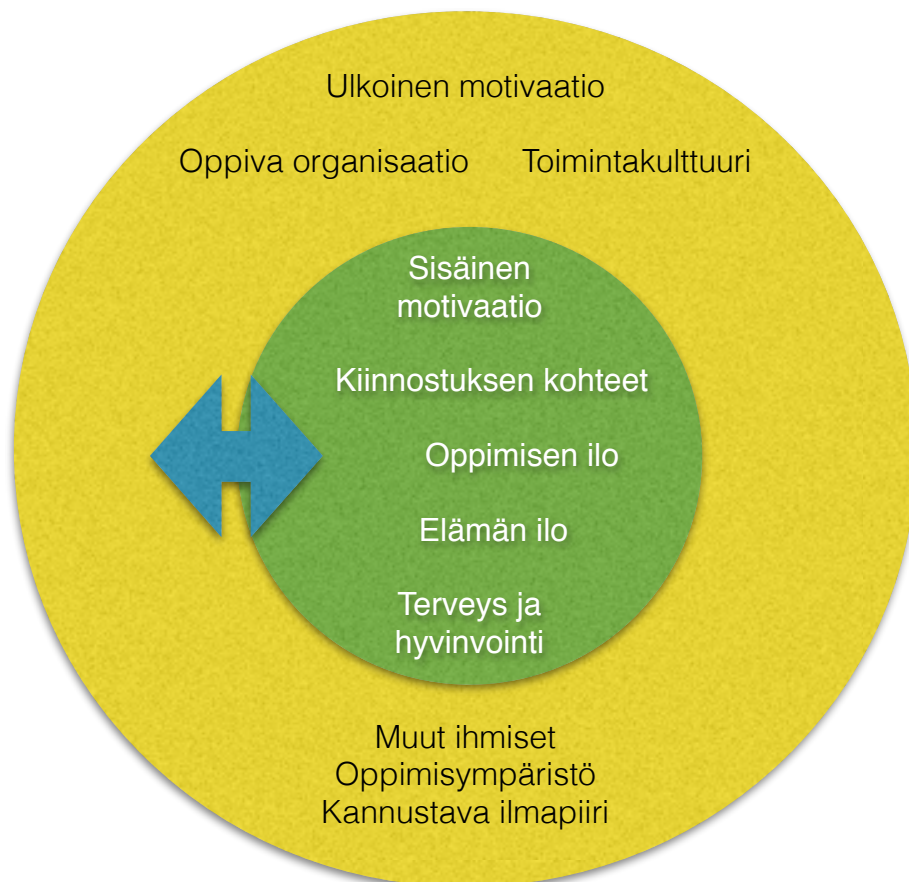 Ulkoinen motivaatio
Oppiva organisaatio Toimintakulttuuri
Sisäinen
motivaatio
Kiinnostuksen kohteet
Oppimisen ilo
Elämän ilo
Terveys ja
hyvinvointi
Muut ihmiset
Oppimisympäristö
Kannustava ilmapiiri